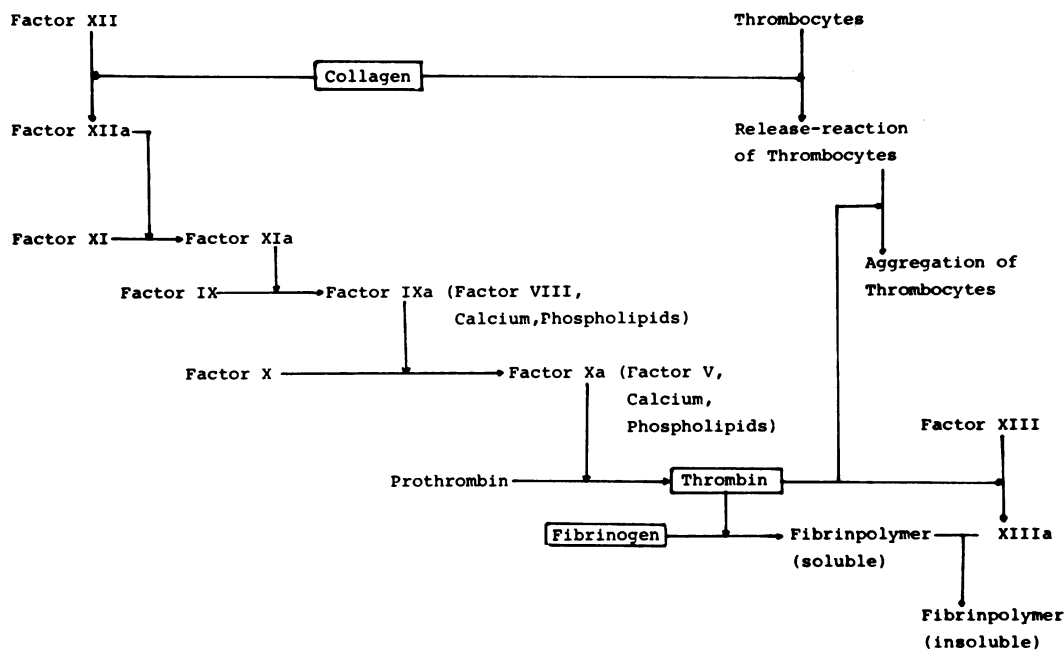 Factor XII
Thrombocytes
Collagen
Factor XIIa
Release-reaction
of Thrombocytes
Factor XI
Factor XIa
Aggregation of
Thrombocytes
Factor IX
Factor IXa (Factor VIII,
Calcium,Phospholipids)
Factor X
Factor Xa (Factor V,
Calcium,
Phospholipids)
Factor XIII
Prothrombin
Thrombin
Fibrinogen
Fibrinpolymer
(soluble)
XIIIa
Fibrinpolymer
(insoluble)